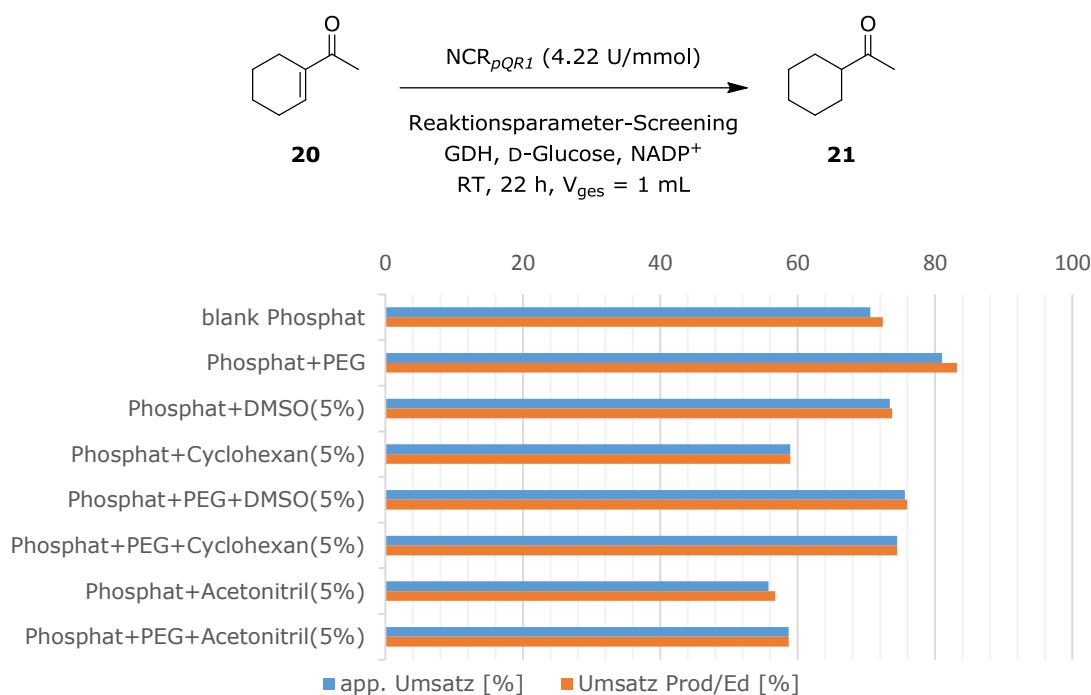 O
O
NCRpQR1 (4.22 U/mmol)
Reaktionsparameter-Screening
GDH, D-Glucose, NADP+
RT, 22 h, Vges = 1 mL
20
21
0 20 40 60 80 100
blank Phosphat
Phosphat+PEG
Phosphat+DMSO(5%)
Phosphat+Cyclohexan(5%)
Phosphat+PEG+DMSO(5%)
Phosphat+PEG+Cyclohexan(5%)
Phosphat+Acetonitril(5%)
Phosphat+PEG+Acetonitril(5%)
app. Umsatz [%] Umsatz Prod/Ed [%]